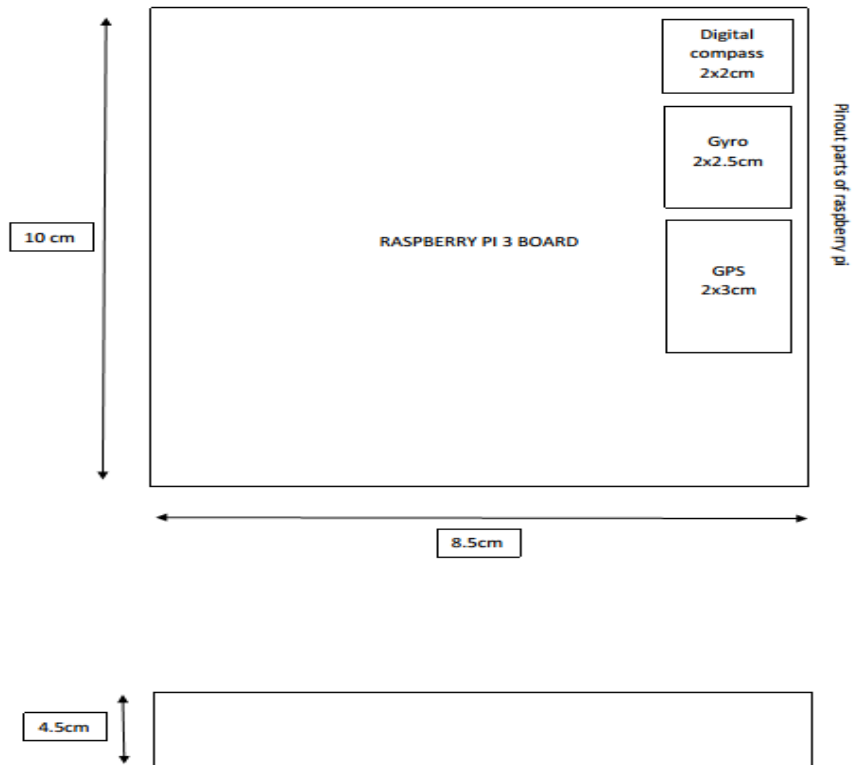 Digital
compass
2x2cm
Gyro
2x2.5cm
Pinout parts of raspberry pi
10 cm
RASPBERRY PI 3 BOARD
GPS
2x3cm
8.5cm
4.5cm